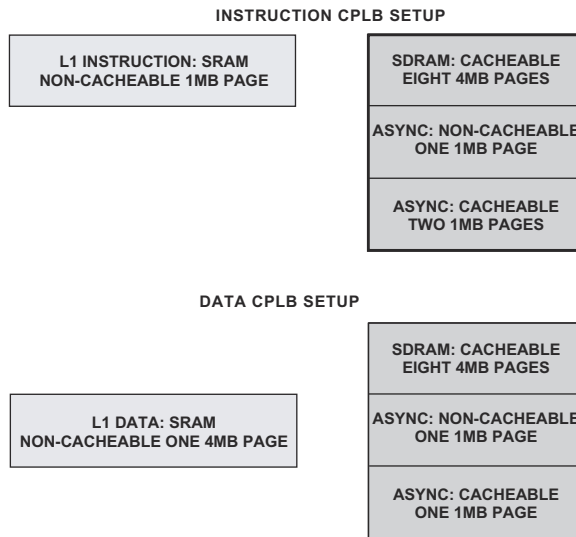 INSTRUCTION CPLB SETUP
L1 INSTRUCTION: SRAM
NON-CACHEABLE 1MB PAGE
SDRAM: CACHEABLE
EIGHT 4MB PAGES
ASYNC: NON-CACHEABLE
ONE 1MB PAGE
ASYNC: CACHEABLE
TWO 1MB PAGES
DATA CPLB SETUP
L1 DATA: SRAM
NON-CACHEABLE ONE 4MB PAGE
SDRAM: CACHEABLE
EIGHT 4MB PAGES
ASYNC: NON-CACHEABLE
ONE 1MB PAGE
ASYNC: CACHEABLE
ONE 1MB PAGE